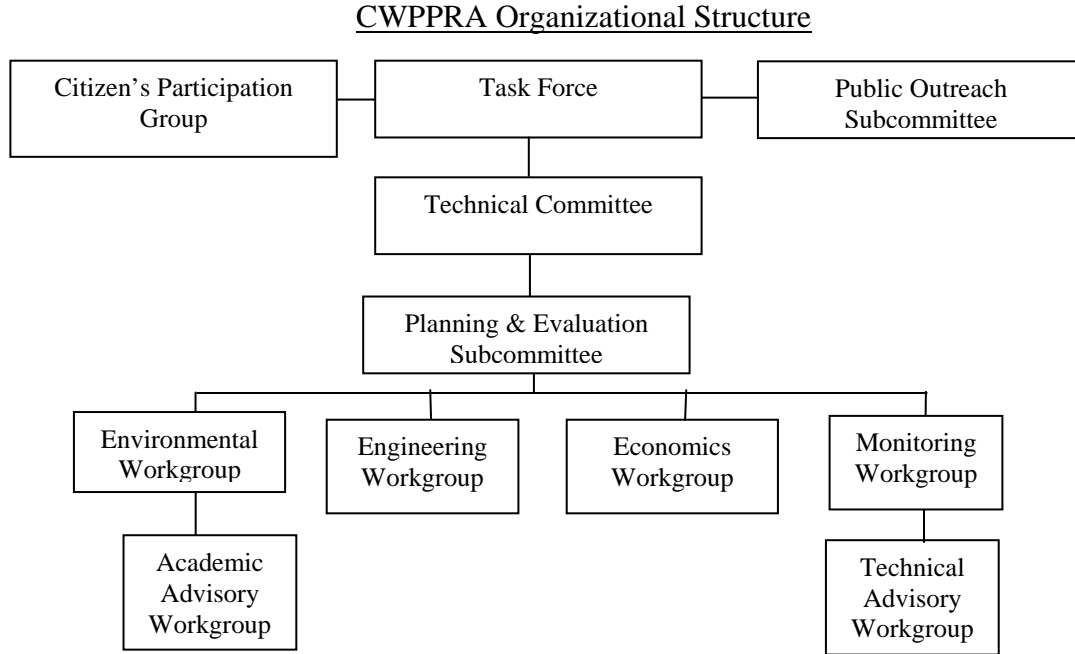 CWPPRA Organizational Structure
Citizen’s Participation
Group
Task Force
Public Outreach
Subcommittee
Technical Committee
Planning & Evaluation
Subcommittee
Environmental
Workgroup
Engineering
Workgroup
Economics
Workgroup
Monitoring
Workgroup
Academic
Advisory
Workgroup
Technical
Advisory
Workgroup